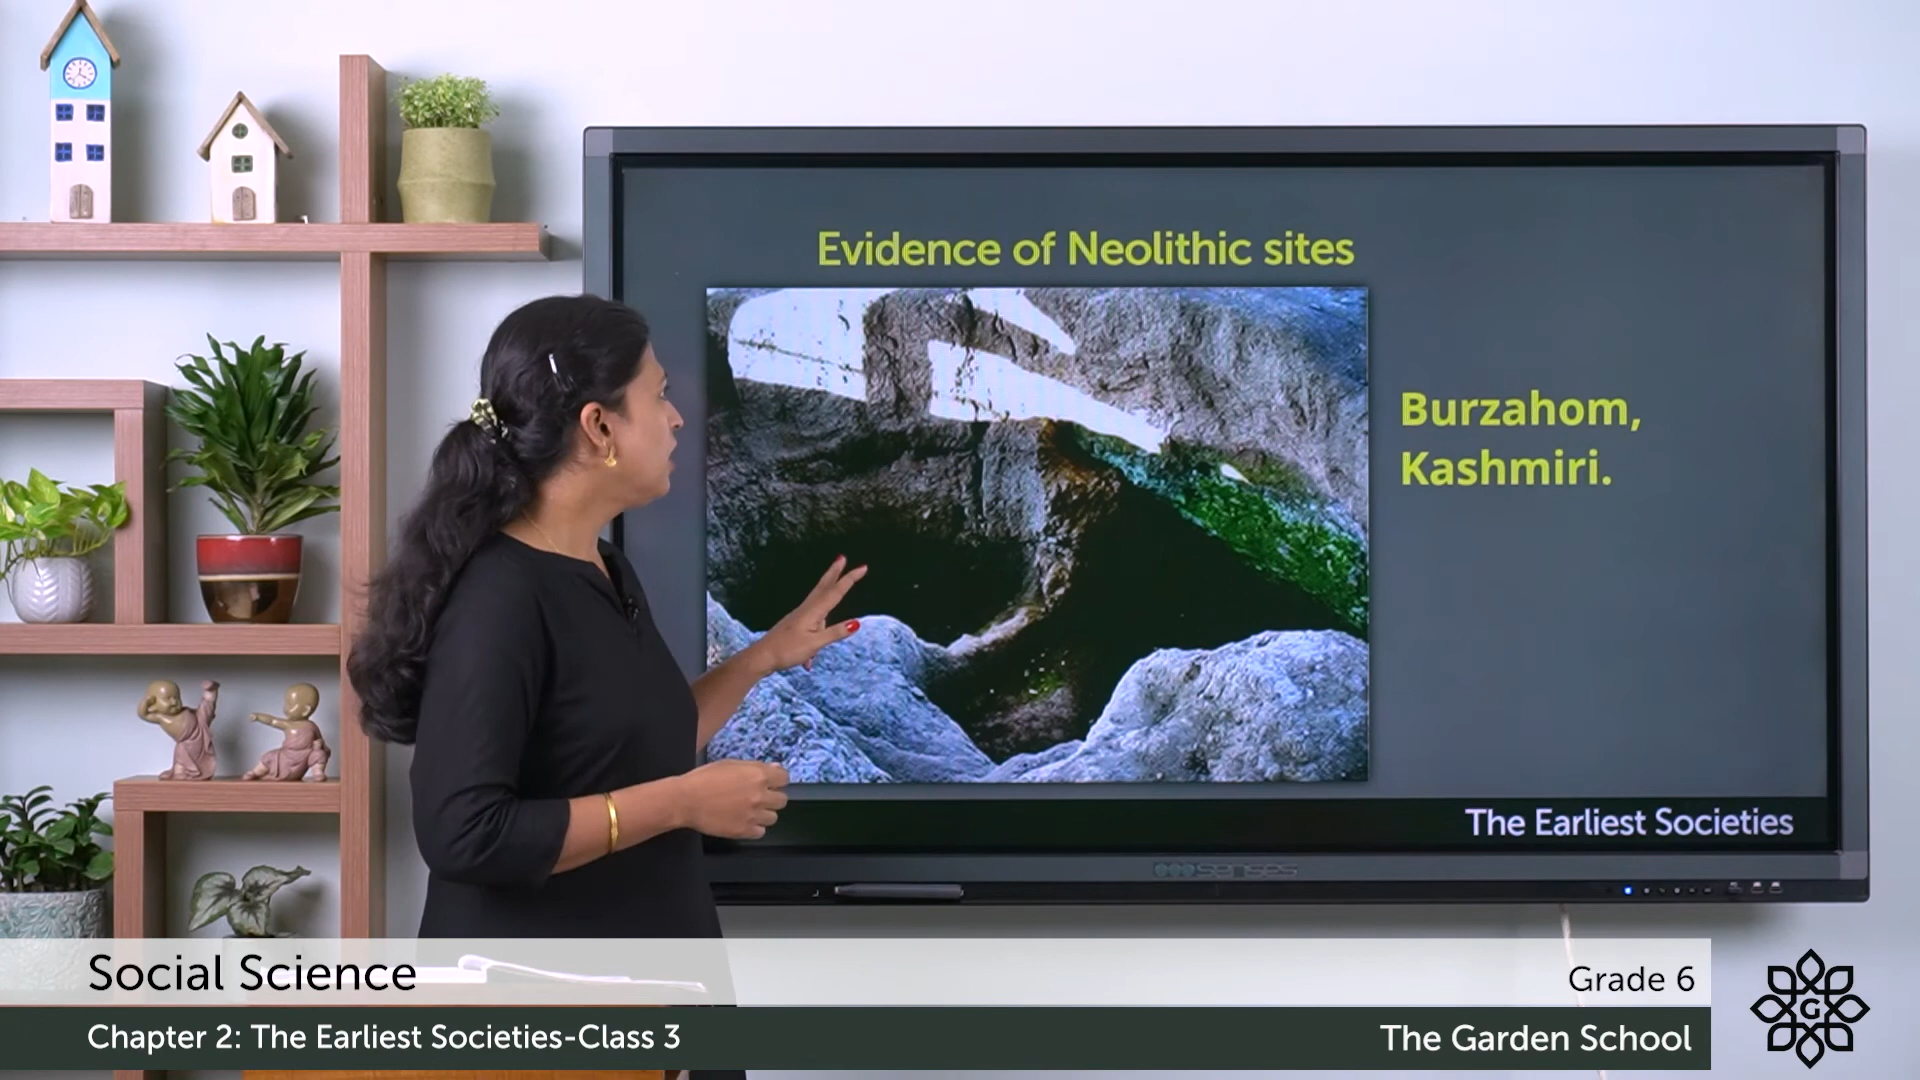 Evidence of Neolithic sites
Burzahom,
Kashmiri.
The Earliest Societies
senses
Social Science
Grade 6
Chapter 2: The Earliest Societies-Class 3
The Garden School
G